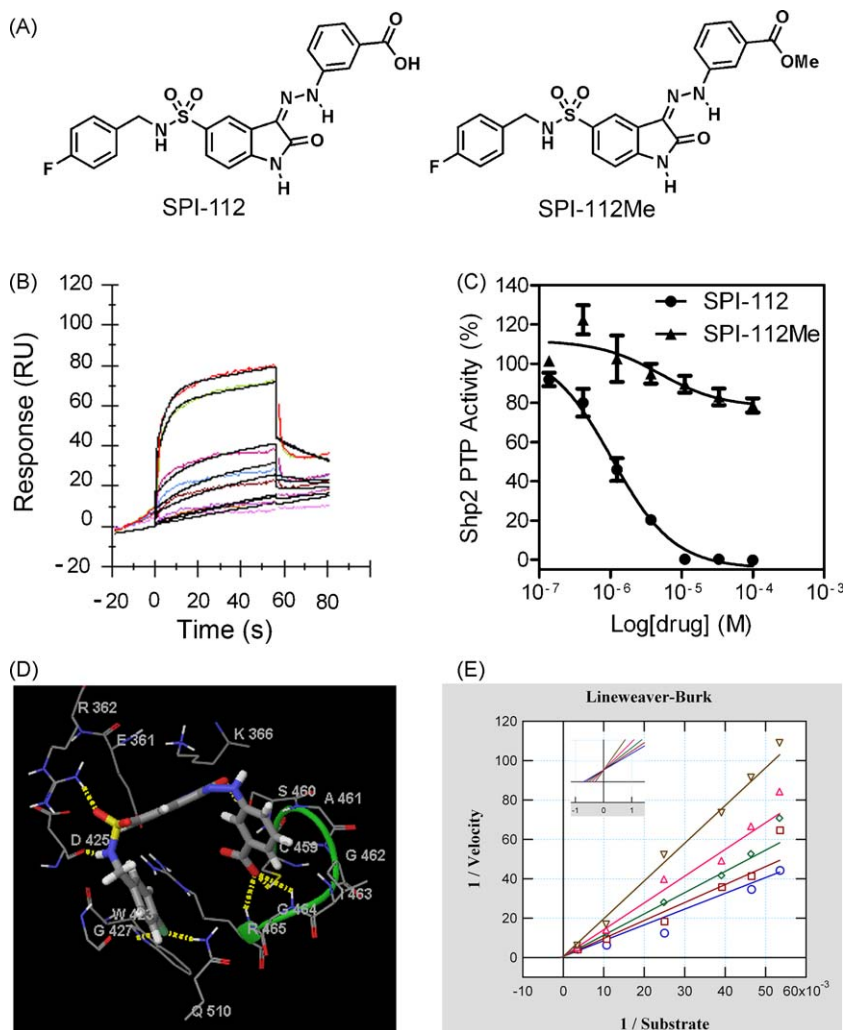 (A)
O
OH
N-N
H
O O
S
N
H
F
O
N
H
SPI-112
O
OMe
N-N
H
O O
S
N
H
F
O
N
H
SPI-112Me
(B)
Response (RU)
120
100
80
60
40
20
0
-20
-20 0 20 40 60 80 100
Time (s)
(C)
Shp2 PTP Activity (%)
140
120
100
80
60
40
20
0
SPI-112
SPI-112Me
10-7 10-6 10-5 10-4 10-3
Log[drug] (M)
(D)
R 362
E 361
K 366
S 460
A 461
D 425
C 459
G 462
I 463
W 423
G 464
G 427
R 465
Q 510
(E)
Lineweaver-Burk
1 / Velocity
120
100
80
60
40
20
0
-1 0 1
-10 0 10 20 30 40 50 60x10-3
1 / Substrate